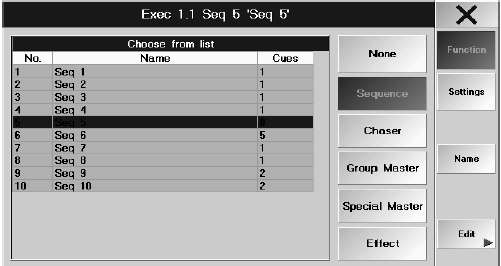 Exec 1.1 Seq 5 'Seq 5'
Choose from list
No. Name Cues
1 Seq 1 1
2 Seq 2 1
3 Seq 3 1
4 Seq 4 1
5 Seq 5
6 Seq 6 5
7 Seq 7 1
8 Seq 8 1
9 Seq 9 2
10 Seq 10 2
None
Sequence
Chaser
Group Master
Special Master
Effect
Function
Settings
Name
Edit